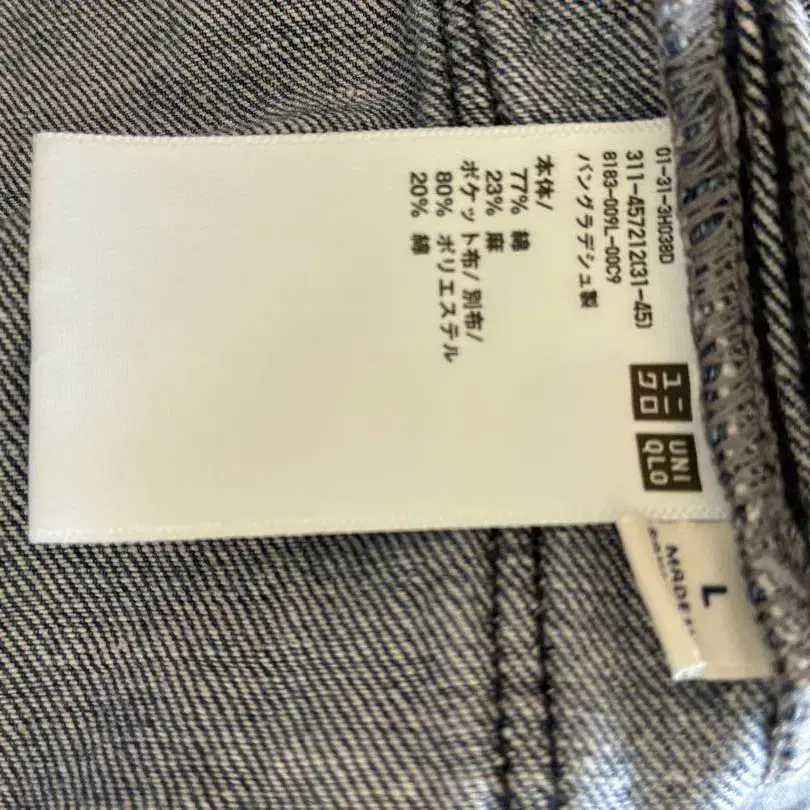 01-31-3H03BD
311-457212(31-45)
8183-009L-00C9
バングラデシュ製
本体/
77% 綿
23% 麻
ポケット布/別布/
80% ポリエステル
20% 綿
ユニ
クロ
UNI
QLO
L